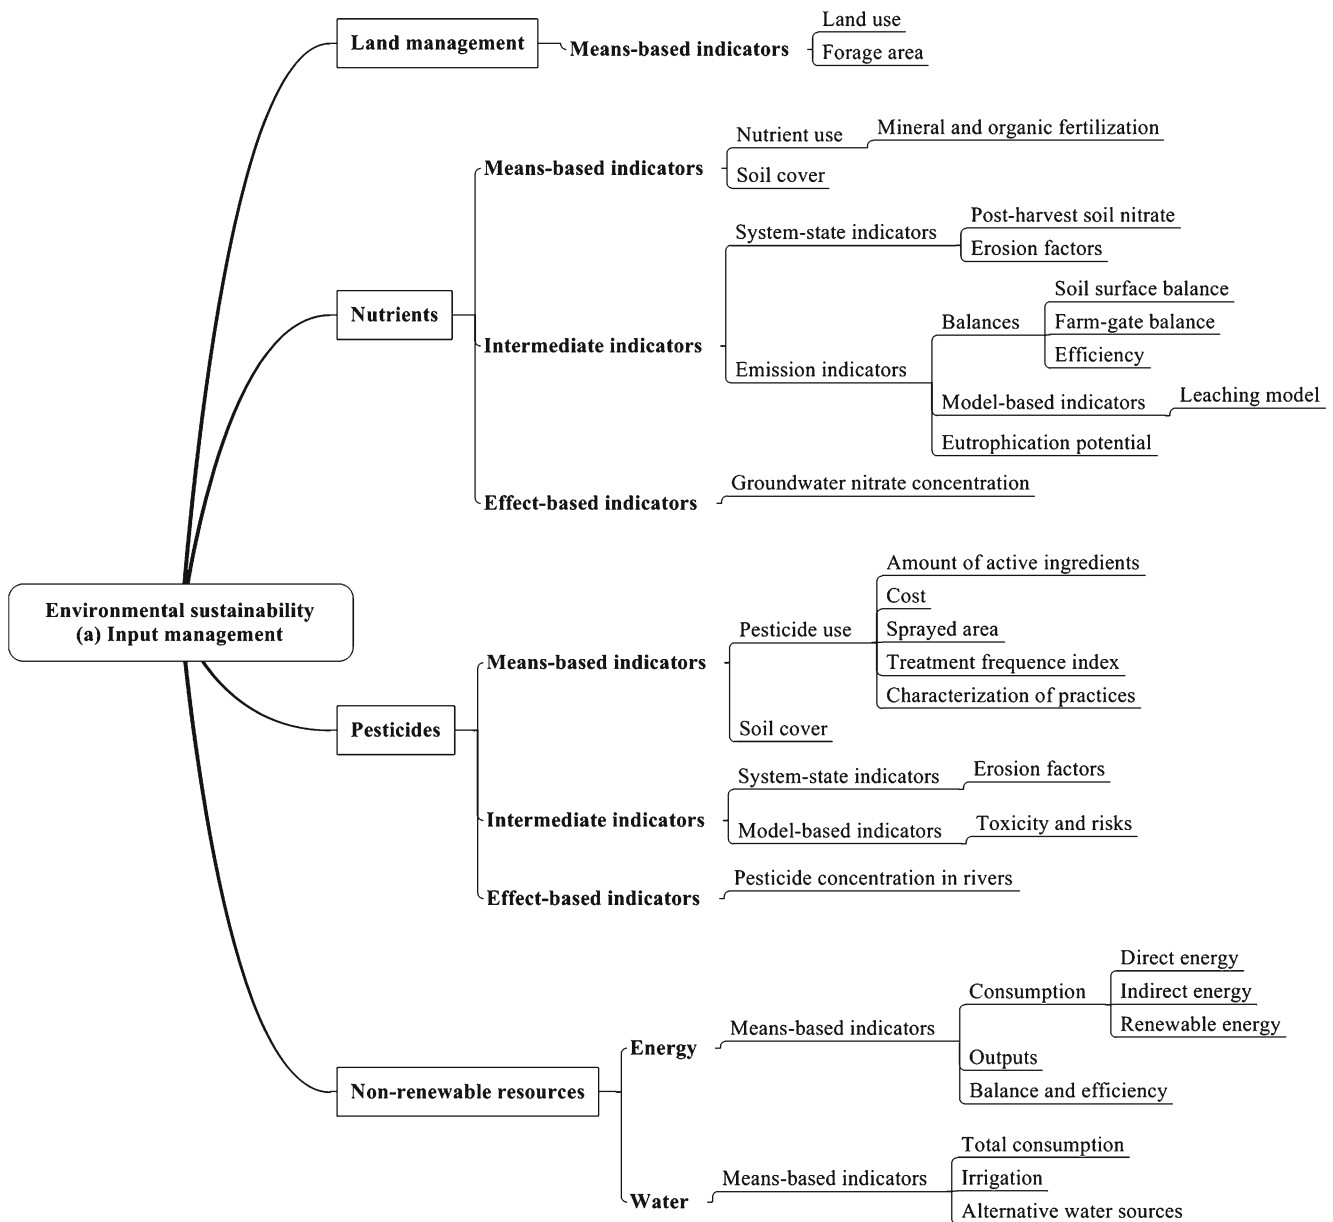 Land management
Means-based indicators
Land use
Forage area
Nutrients
Means-based indicators
Nutrient use
Mineral and organic fertilization
Soil cover
Intermediate indicators
System-state indicators
Post-harvest soil nitrate
Erosion factors
Emission indicators
Balances
Soil surface balance
Farm-gate balance
Efficiency
Model-based indicators
Leaching model
Eutrophication potential
Effect-based indicators
Groundwater nitrate concentration
Environmental sustainability
(a) Input management
Pesticides
Means-based indicators
Pesticide use
Amount of active ingredients
Cost
Sprayed area
Treatment frequence index
Characterization of practices
Soil cover
Intermediate indicators
System-state indicators
Erosion factors
Model-based indicators
Toxicity and risks
Effect-based indicators
Pesticide concentration in rivers
Non-renewable resources
Energy
Means-based indicators
Consumption
Direct energy
Indirect energy
Renewable energy
Outputs
Balance and efficiency
Water
Means-based indicators
Total consumption
Irrigation
Alternative water sources